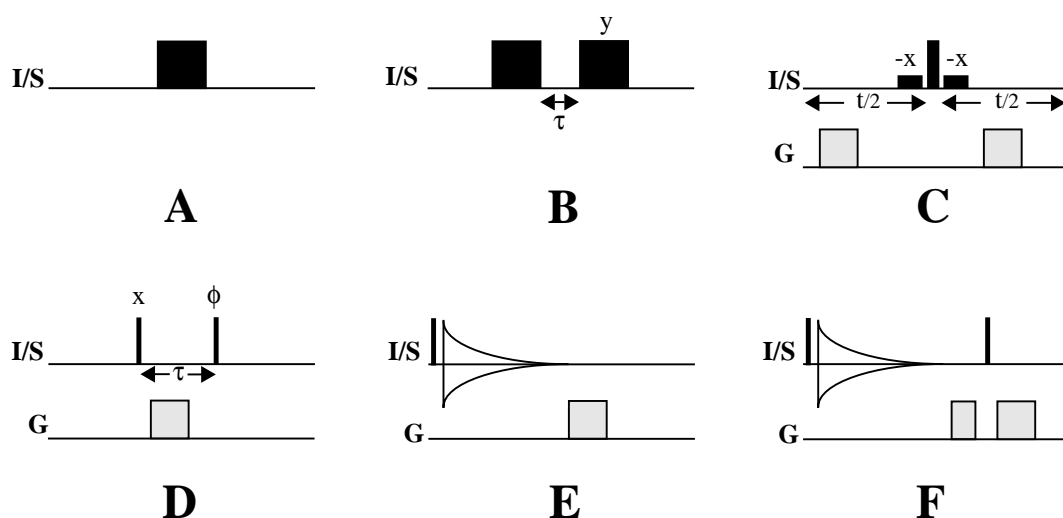 y
I/S
τ
A
B
I/S
-x
-x
t/2
t/2
G
C
I/S
x
ϕ
τ
G
D
I/S
G
E
I/S
G
F